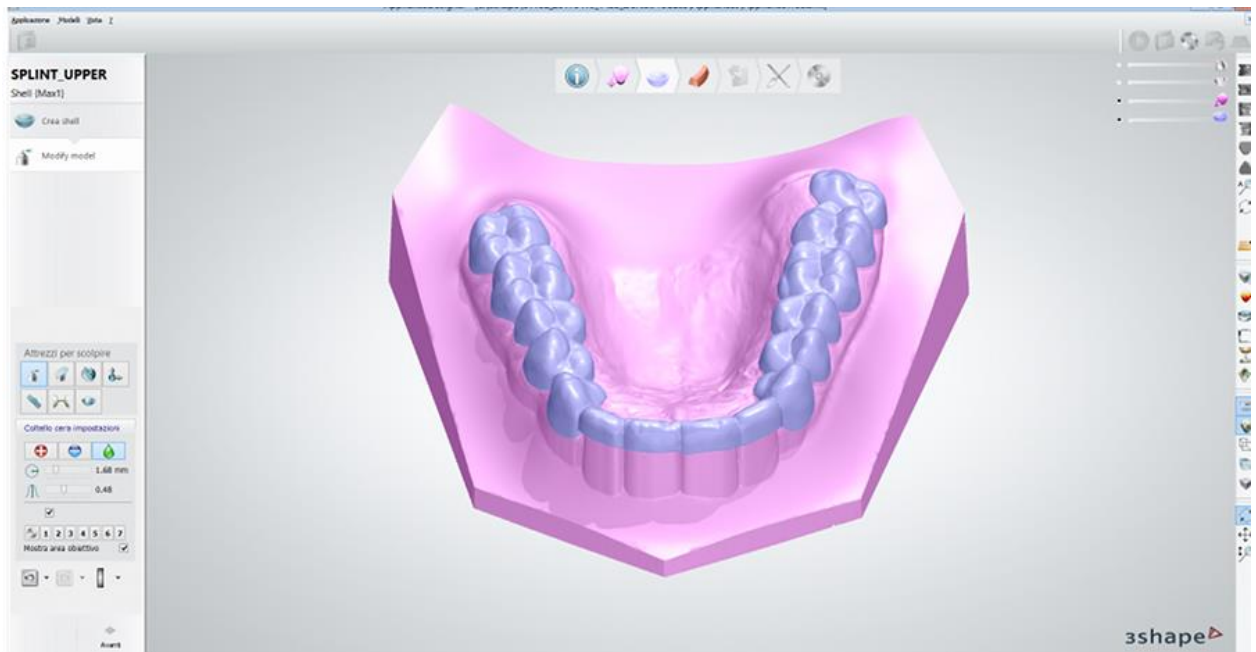 Applicazione Modelli Vista ?
SPLINT_UPPER
Shell (Max1)
Crea shell
Modify model
Attrezzi per scolpire
Coltello cera impostazioni
1.68 mm
0.48
1 2 3 4 5 6 7
Mostra area obiettivo
Avanti
3shape